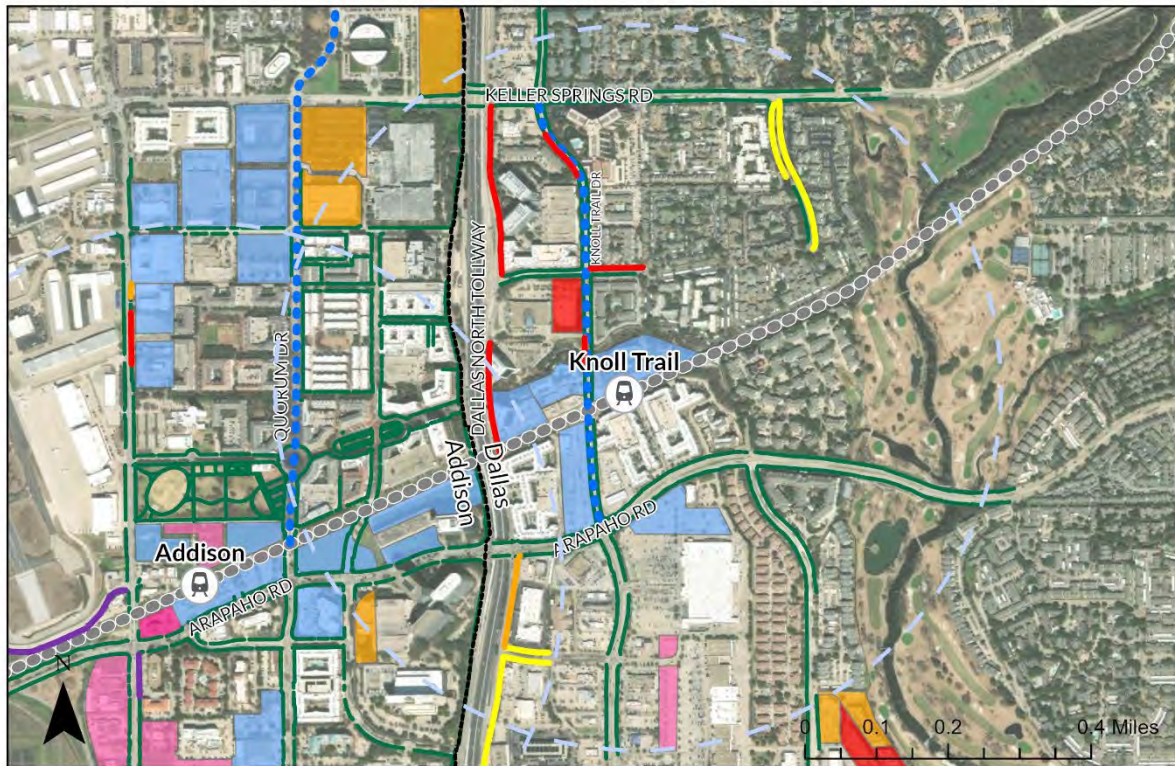 KELLER SPRINGS RD
KNOLL TRAIL DR
DALLAS NORTH TOLLWAY
QUORUM DR
Knoll Trail
Addison
Dallas
ARAPAHO RD
Addison
ARAPAHO RD
N
0 0.1 0.2 0.4 Miles